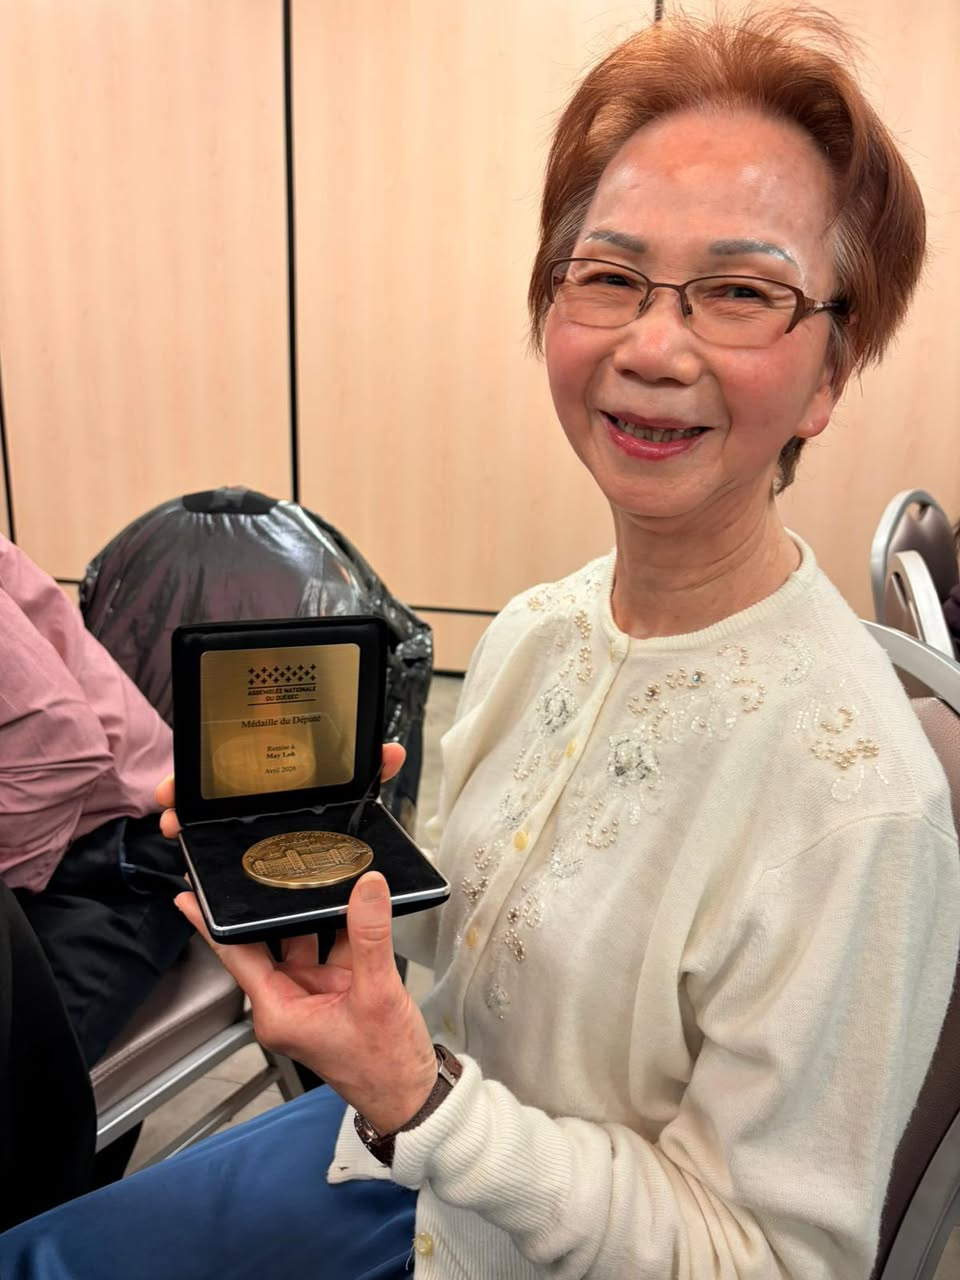 ASSEMBLÉE NATIONALE
DU QUÉBEC
Médaille du Député
Remise à
May Loh
Avril 2026